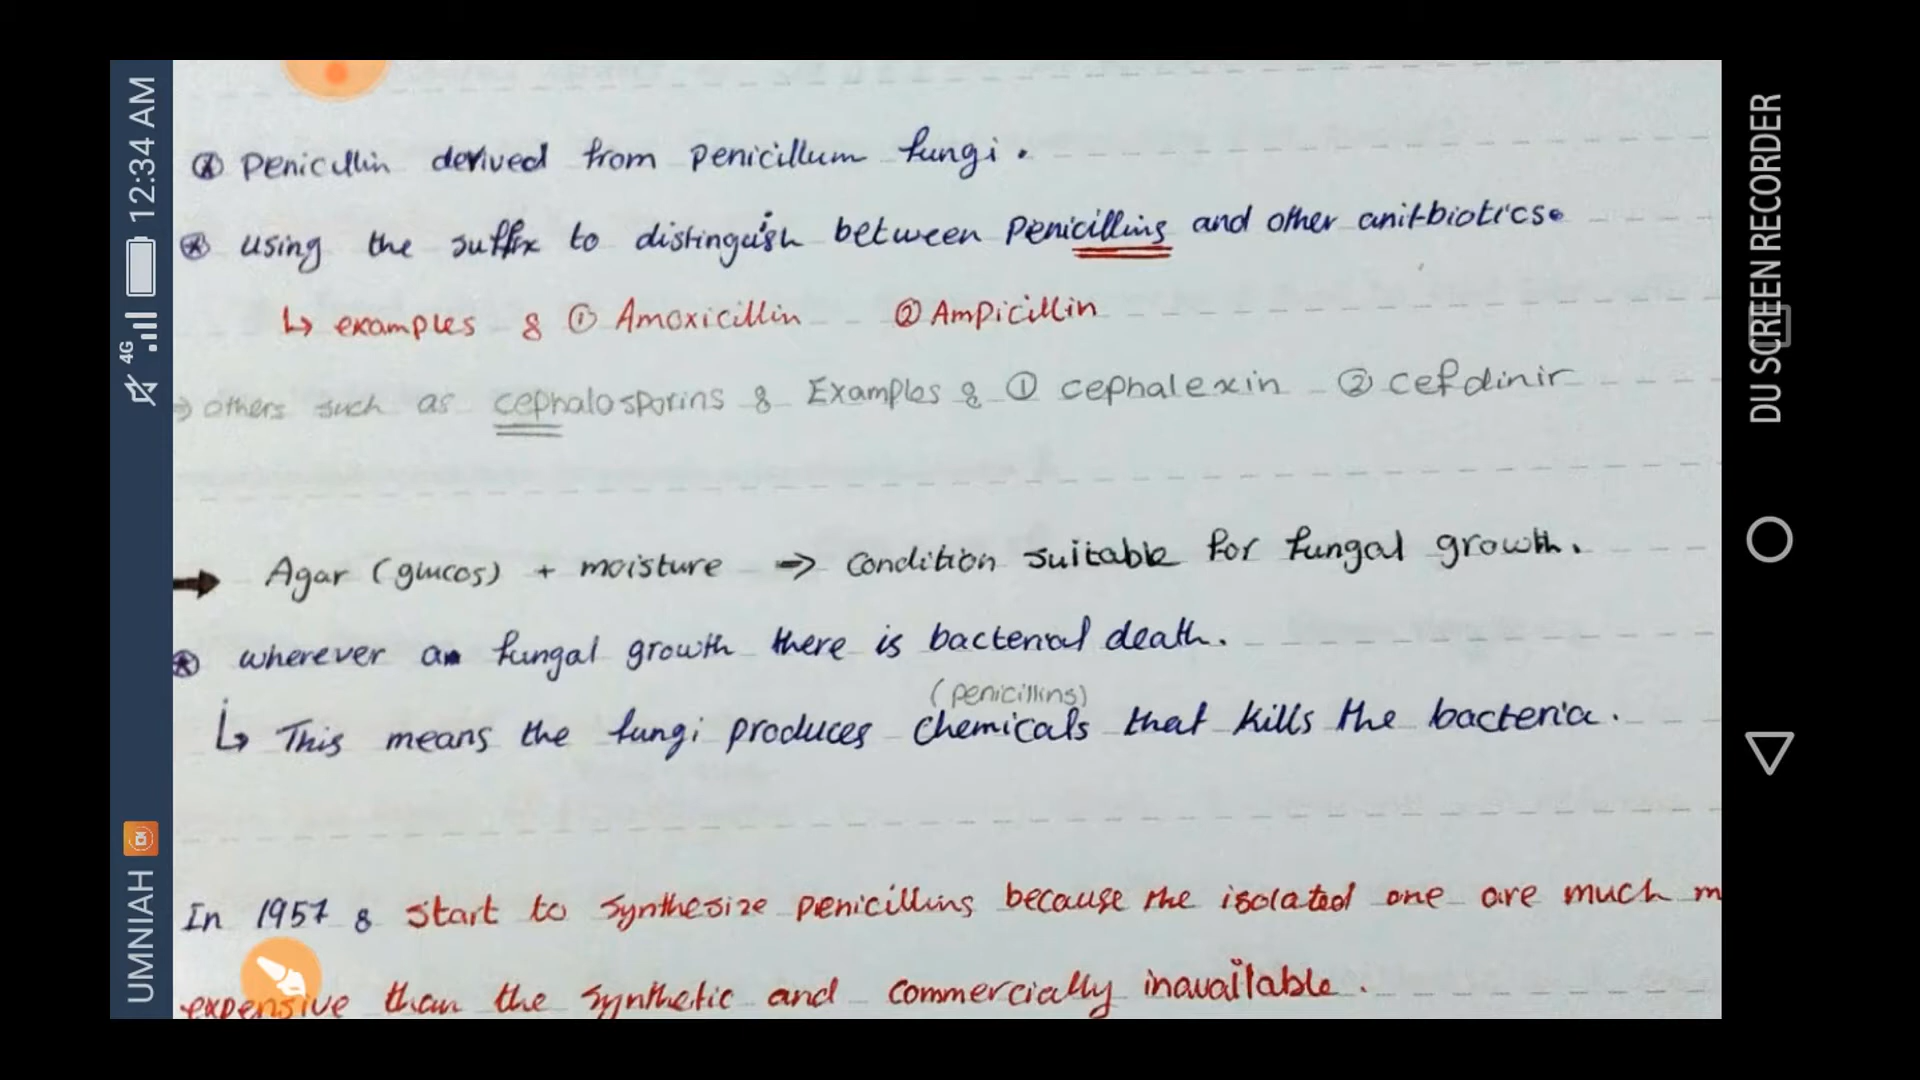 Penicillin derived from Penicillum fungi.
using the suffix to distinguish between Penicillins and other anitbiotics.
↳ examples : ① Amoxicillin ② Ampicillin
→ others such as cephalosporins : Examples : ① cephalexin ② cefdinir
→ Agar (glucos) + moisture ⇒ condition suitable for fungal growth.
wherever a fungal growth there is bacterial death.
(penicillins)
↳ This means the fungi produces chemicals that kills the bacteria.
In 1957 : start to synthesize penicillins because the isolated one are much m
expensive than the synthetic and commercially inavailable.
UMNIAH
4G
12:34 AM
DU SCREEN RECORDER